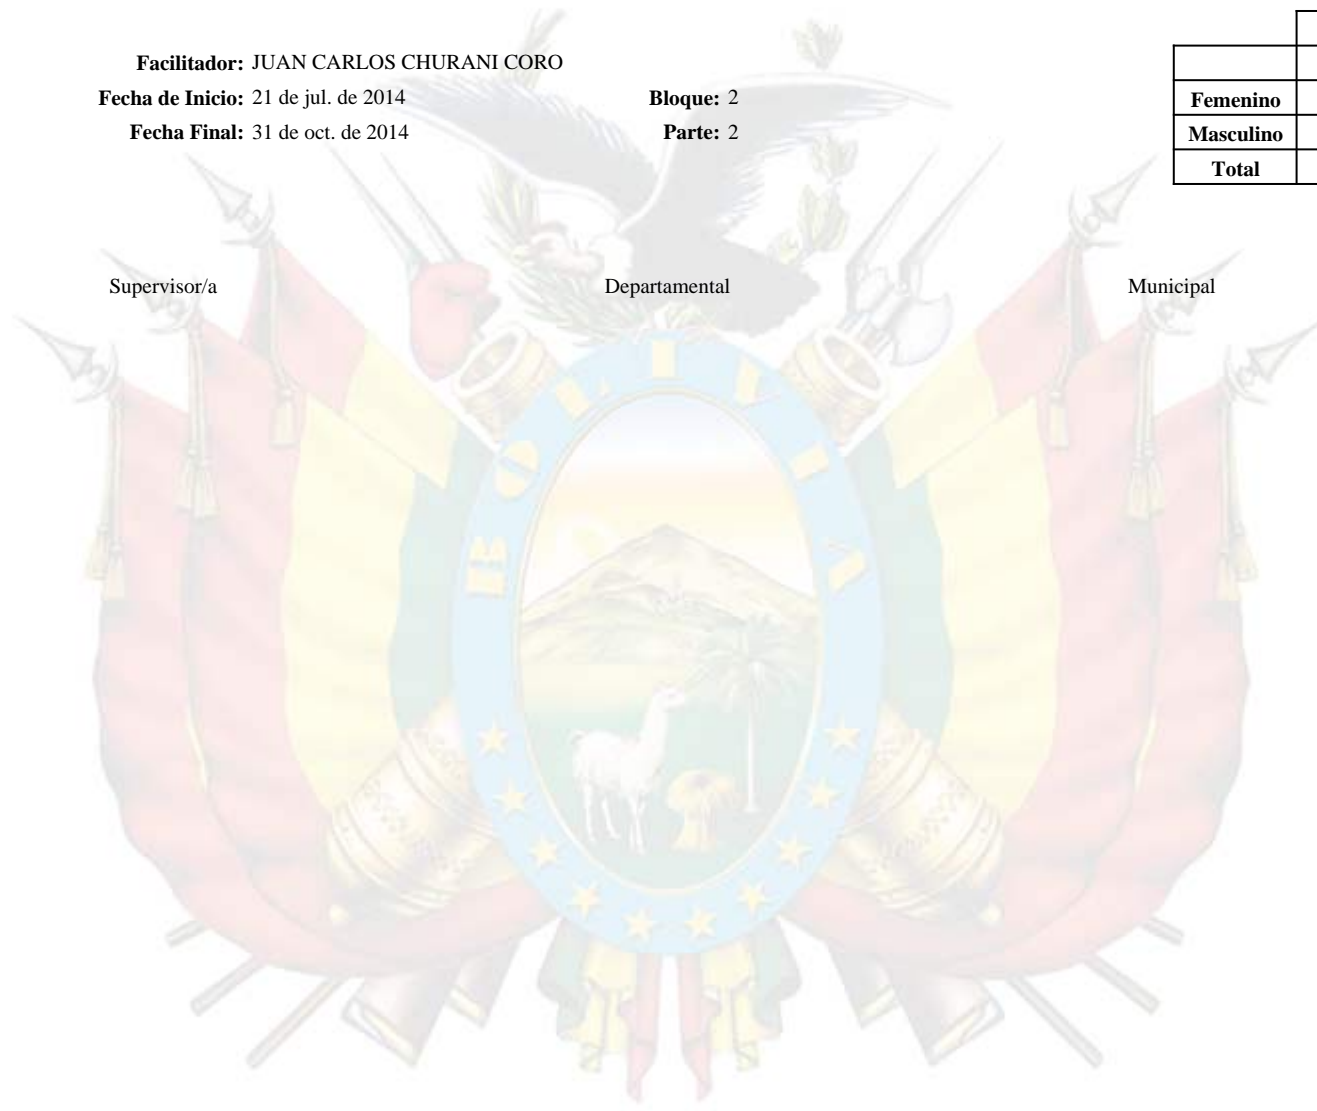 Facilitador: JUAN CARLOS CHURANI CORO
Fecha de Inicio: 21 de jul. de 2014 Bloque: 2
Fecha Final: 31 de oct. de 2014 Parte: 2
Femenino
Masculino
Total
Supervisor/a Departamental Municipal
BOLIVIA